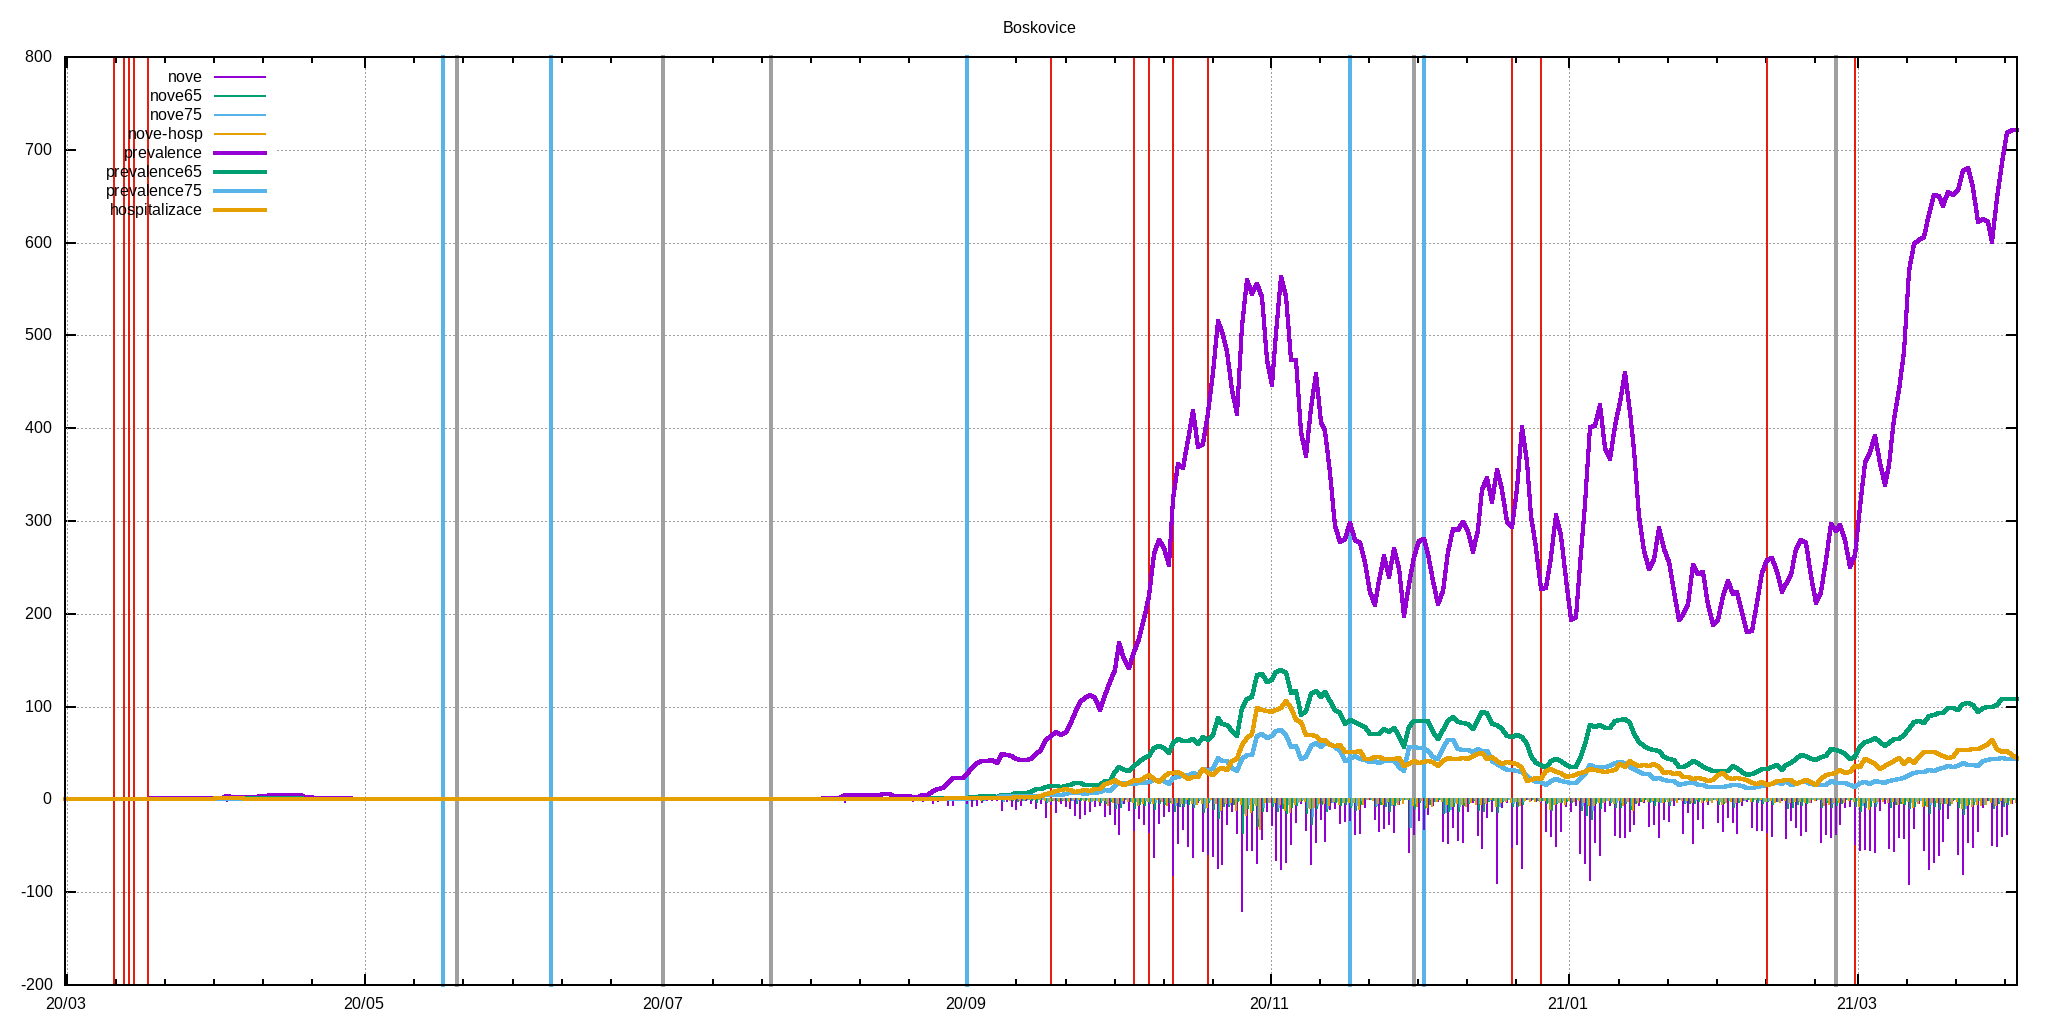 Boskovice
800
700
600
500
400
300
200
100
0
-100
-200
nove
nove65
nove75
nove-hosp
prevalence
prevalence65
prevalence75
hospitalizace
20/03 20/05 20/07 20/09 20/11 21/01 21/03